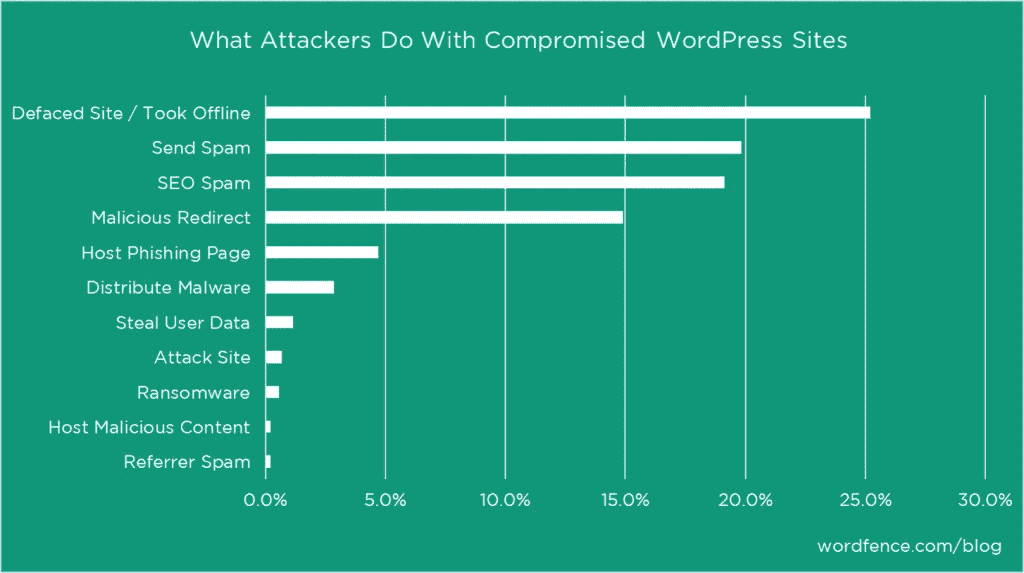 What Attackers Do With Compromised WordPress Sites
Defaced Site / Took Offline
Send Spam
SEO Spam
Malicious Redirect
Host Phishing Page
Distribute Malware
Steal User Data
Attack Site
Ransomware
Host Malicious Content
Referrer Spam
0.0% 5.0% 10.0% 15.0% 20.0% 25.0% 30.0%
wordfence.com/blog